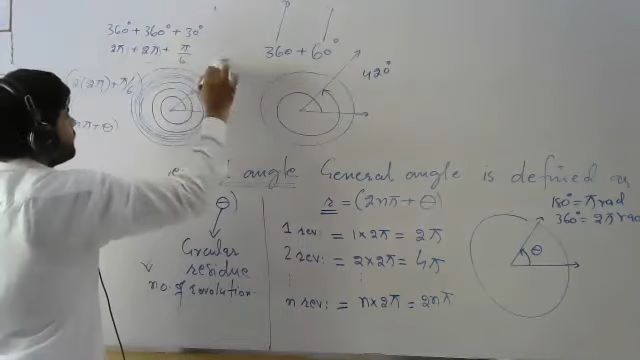 360° + 360° + 30°
2π + 2π + π/6
360 + 60°
420°
(2(2π) + π/6)
nπ + θ)
angle General angle is defined as
θ)
Circular
residue
no. of revolution
r = (2nπ + θ)
1 rev: = 1 × 2π = 2π
2 rev: = 2 × 2π = 4π
n rev: = n × 2π = 2nπ
180° = π rad
360° = 2π rad
θ